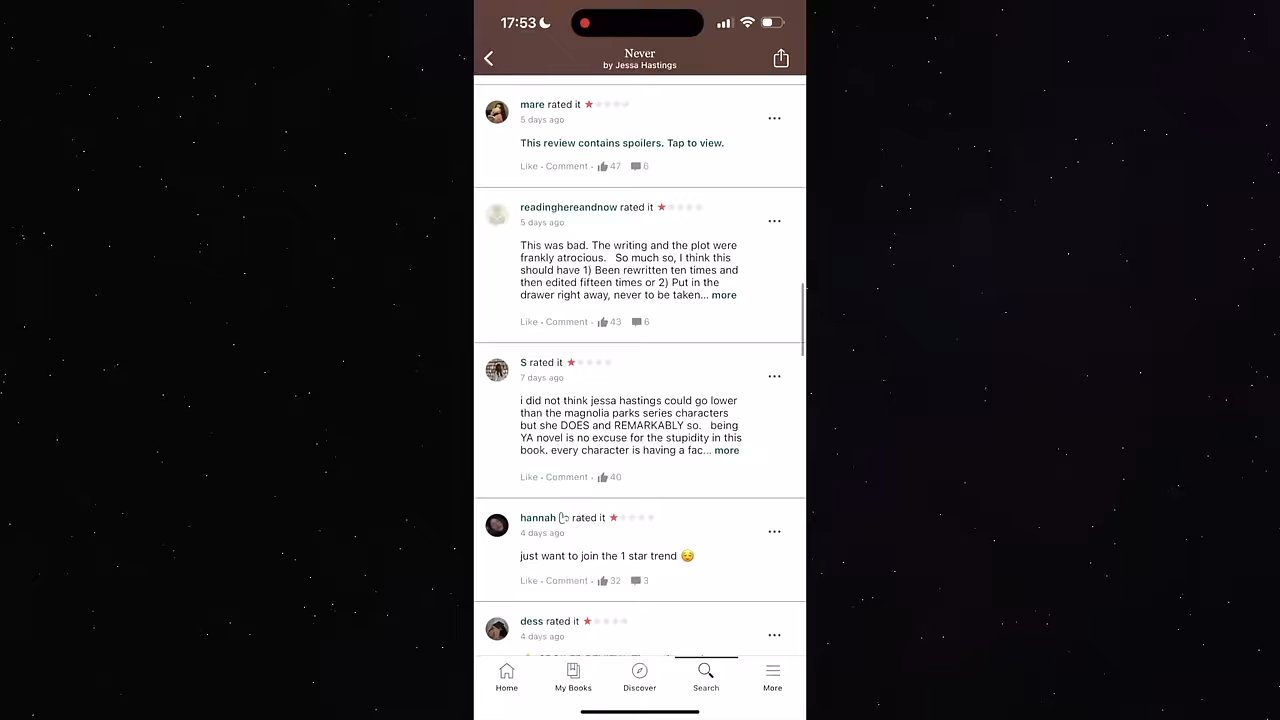 17:53
Never
by Jessa Hastings
mare rated it
5 days ago
This review contains spoilers. Tap to view.
Like · Comment · 47 6
readinghereandnow rated it
5 days ago
This was bad. The writing and the plot were
frankly atrocious. So much so, I think this
should have 1) Been rewritten ten times and
then edited fifteen times or 2) Put in the
drawer right away, never to be taken... more
Like · Comment · 43 6
S rated it
7 days ago
i did not think jessa hastings could go lower
than the magnolia parks series characters
but she DOES and REMARKABLY so. being
YA novel is no excuse for the stupidity in this
book. every character is having a fac... more
Like · Comment · 40
hannah rated it
4 days ago
just want to join the 1 star trend 😌
Like · Comment · 32 3
dess rated it
4 days ago
Home My Books Discover Search More